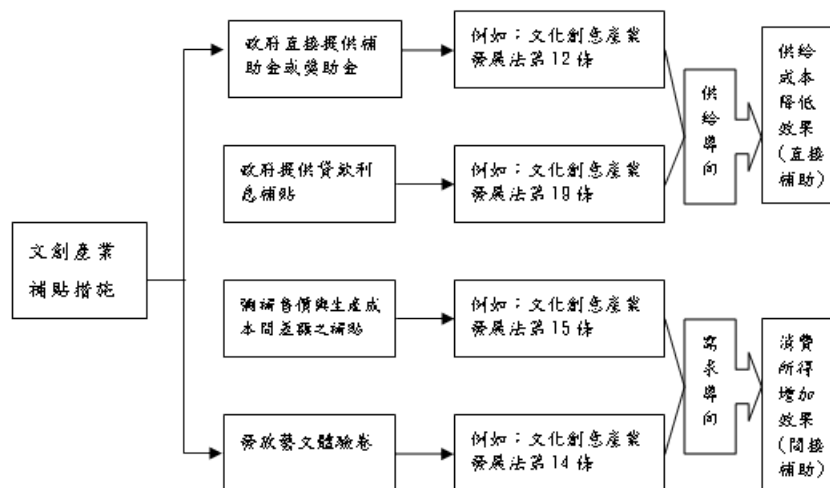 文創產業
補貼措施
政府直接提供補
助金或獎助金
例如：文化創意產業
發展法第12條
政府提供貸款利
息補貼
例如：文化創意產業
發展法第19條
供給導向
供給
成本
降低
效果
(直接
補助)
彌補售價與生產成
本間差額之補貼
例如：文化創意產業
發展法第15條
發放藝文體驗卷
例如：文化創意產業
發展法第14條
需求導向
消費
所得
增加
效果
(間接
補助)